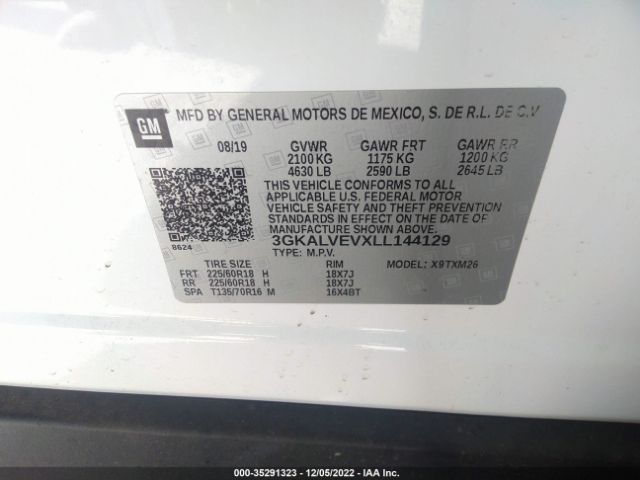 GM
MFD BY GENERAL MOTORS DE MEXICO, S. DE R.L. DE C.V
08/19 GVWR GAWR FRT GAWR RR
2100 KG 1175 KG 1200 KG
4630 LB 2590 LB 2645 LB
THIS VEHICLE CONFORMS TO ALL
APPLICABLE U.S. FEDERAL MOTOR
VEHICLE SAFETY AND THEFT PREVENTION
STANDARDS IN EFFECT ON THE DATE OF
MANUFACTURE SHOWN ABOVE.
8624
3GKALVEVXLL144129
TYPE: M.P.V.
TIRE SIZE RIM MODEL: X9TXM26
FRT 225/60R18 H 18X7J
RR 225/60R18 H 18X7J
SPA T135/70R16 M 16X4BT
000-35291323 - 12/05/2022 - IAA Inc.